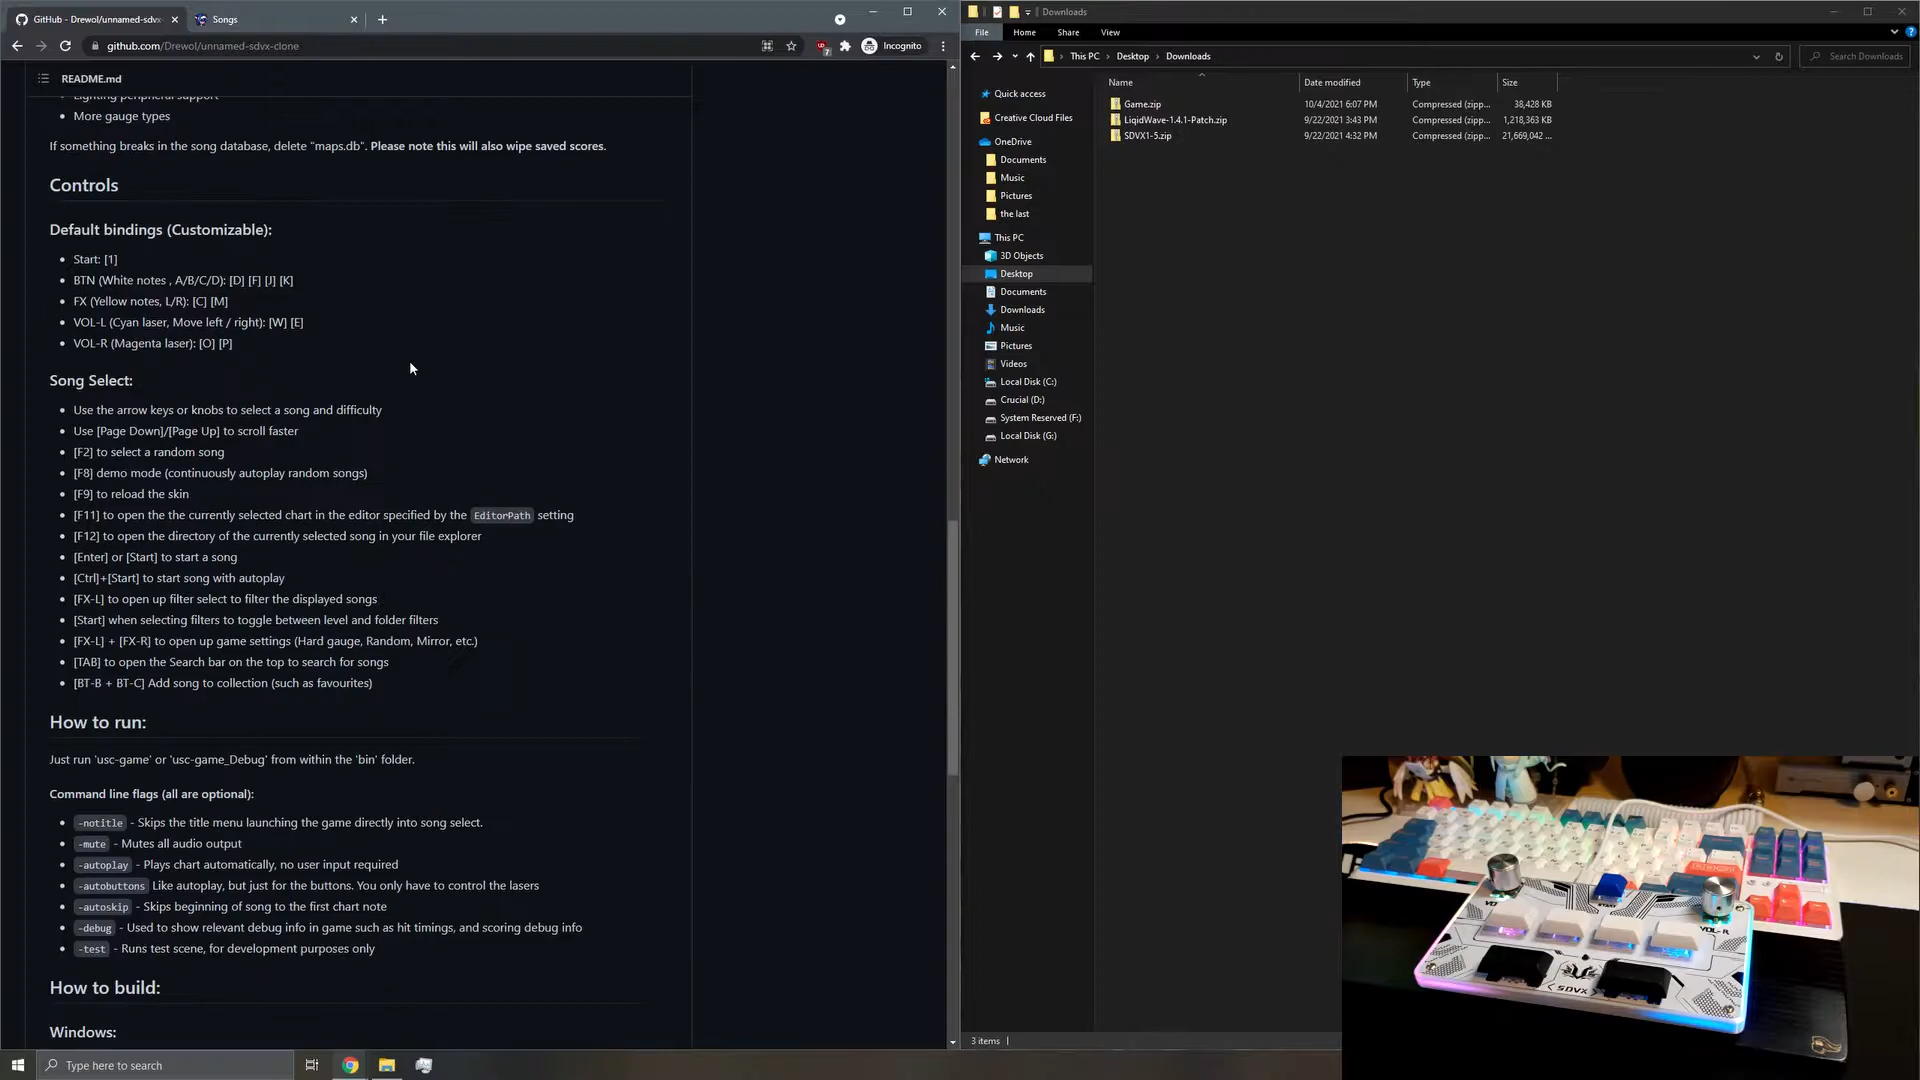 GitHub - Drewol/unnamed-sdvx-
Songs
github.com/Drewol/unnamed-sdvx-clone
Incognito
README.md
Lighting peripheral support
More gauge types
If something breaks in the song database, delete "maps.db". Please note this will also wipe saved scores.
Controls
Default bindings (Customizable):
Start: [1]
BTN (White notes , A/B/C/D): [D] [F] [J] [K]
FX (Yellow notes, L/R): [C] [M]
VOL-L (Cyan laser, Move left / right): [W] [E]
VOL-R (Magenta laser): [O] [P]
Song Select:
Use the arrow keys or knobs to select a song and difficulty
Use [Page Down]/[Page Up] to scroll faster
[F2] to select a random song
[F8] demo mode (continuously autoplay random songs)
[F9] to reload the skin
[F11] to open the the currently selected chart in the editor specified by the EditorPath setting
[F12] to open the directory of the currently selected song in your file explorer
[Enter] or [Start] to start a song
[Ctrl]+[Start] to start song with autoplay
[FX-L] to open up filter select to filter the displayed songs
[Start] when selecting filters to toggle between level and folder filters
[FX-L] + [FX-R] to open up game settings (Hard gauge, Random, Mirror, etc.)
[TAB] to open the Search bar on the top to search for songs
[BT-B + BT-C] Add song to collection (such as favourites)
How to run:
Just run 'usc-game' or 'usc-game_Debug' from within the 'bin' folder.
Command line flags (all are optional):
-notitle - Skips the title menu launching the game directly into song select.
-mute - Mutes all audio output
-autoplay - Plays chart automatically, no user input required
-autobuttons Like autoplay, but just for the buttons. You only have to control the lasers
-autoskip - Skips beginning of song to the first chart note
-debug - Used to show relevant debug info in game such as hit timings, and scoring debug info
-test - Runs test scene, for development purposes only
How to build:
Windows:
Type here to search
Downloads
File Home Share View
This PC > Desktop > Downloads
Search Downloads
Name Date modified Type Size
Game.zip 10/4/2021 6:07 PM Compressed (zipp... 38,428 KB
LiqidWave-1.4.1-Patch.zip 9/22/2021 3:43 PM Compressed (zipp... 1,218,363 KB
SDVX1-5.zip 9/22/2021 4:32 PM Compressed (zipp... 21,669,042 ...
Quick access
Creative Cloud Files
OneDrive
Documents
Music
Pictures
the last
This PC
3D Objects
Desktop
Documents
Downloads
Music
Pictures
Videos
Local Disk (C:)
Crucial (D:)
System Reserved (F:)
Local Disk (G:)
Network
3 items
START
VOL-R
SDVX